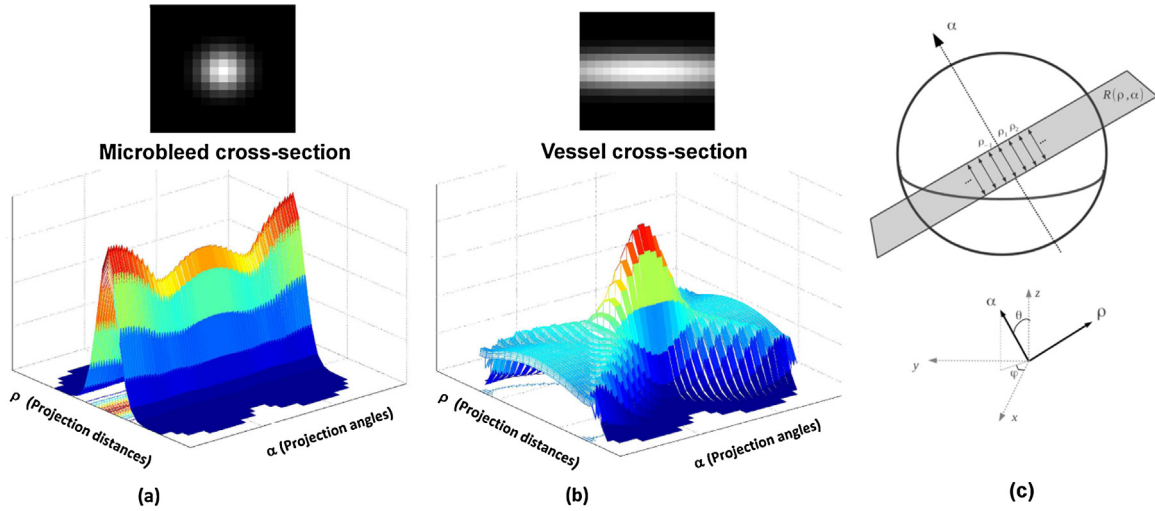 Microbleed cross-section
ρ (Projection distances)
α (Projection angles)
(a)
Vessel cross-section
ρ (Projection distances)
α (Projection angles)
(b)
α
R(ρ,α)
ρ₋₁ ρ₁ ρ₂
... ...
z
α
θ
ρ
y
φ
x
(c)